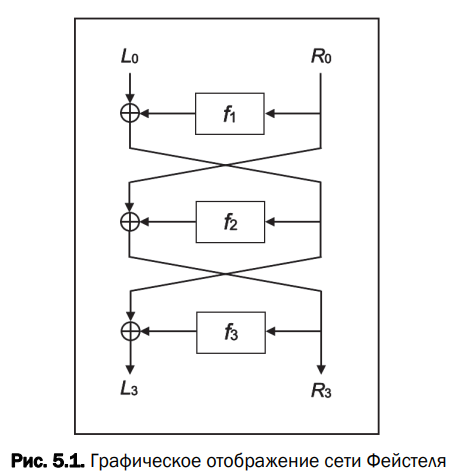 L0 R0
f1
f2
f3
L3 R3
Рис. 5.1. Графическое отображение сети Фейстеля